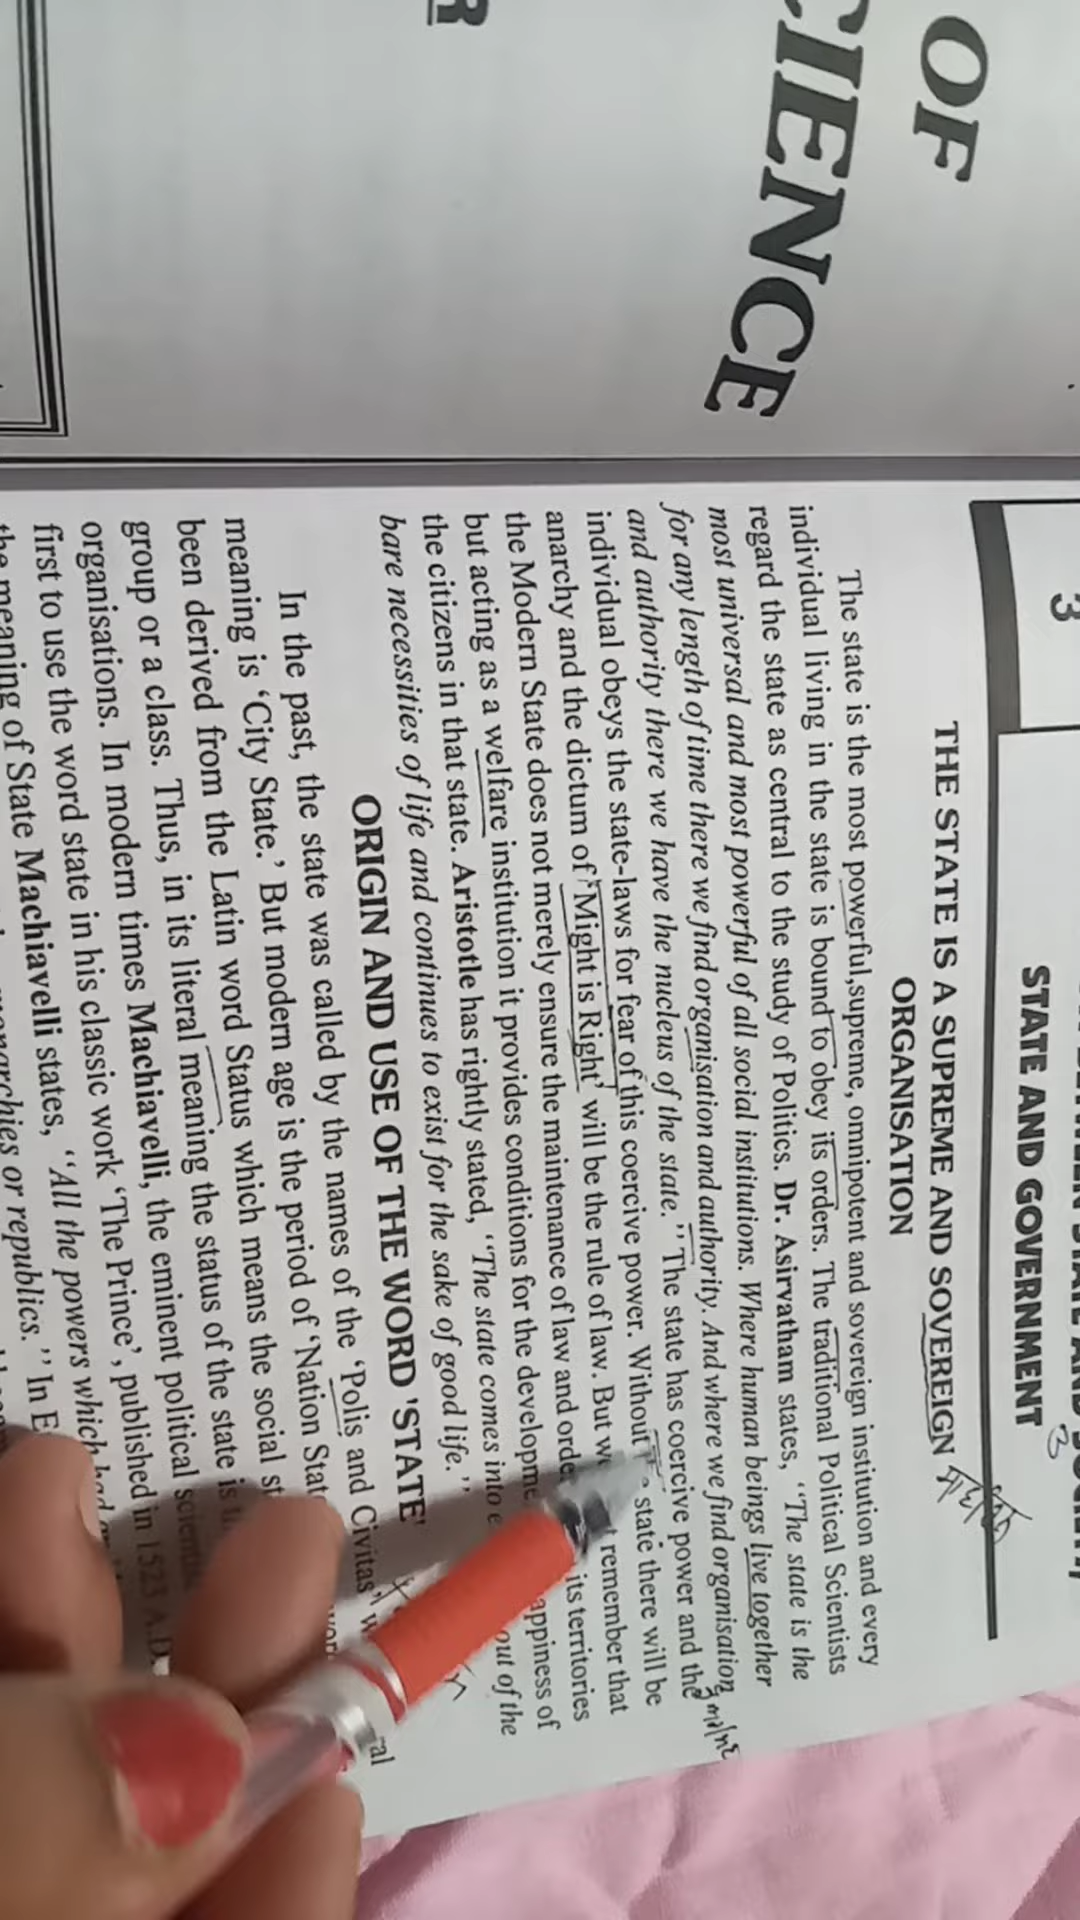 OF
CIENCE
3
STATE AND GOVERNMENT
3
THE STATE IS A SUPREME AND SOVEREIGN
ORGANISATION
The state is the most powerful, supreme, omnipotent and sovereign institution and every
individual living in the state is bound to obey its orders. The traditional Political Scientists
regard the state as central to the study of Politics. Dr. Asirvatham states, “The state is the
most universal and most powerful of all social institutions. Where human beings live together
for any length of time there we find organisation and authority. And where we find organisation
and authority there we have the nucleus of the state.” The state has coercive power and the
individual obeys the state-laws for fear of this coercive power. Without state there will be
anarchy and the dictum of 'Might is Right' will be the rule of law. But remember that
the Modern State does not merely ensure the maintenance of law and its territories
but acting as a welfare institution it provides conditions for the of
the citizens in that state. Aristotle has rightly stated, “The state comes into out of the
bare necessities of life and continues to exist for the sake of good life.”
ORIGIN AND USE OF THE WORD 'STATE'
In the past, the state was called by the names of the 'Polis and Civitas'
meaning is 'City State.' But modern age is the period of 'Nation
been derived from the Latin word Status which means the social
group or a class. Thus, in its literal meaning the status of the state is
organisations. In modern times Machiavelli, the eminent political
first to use the word state in his classic work 'The Prince', published in 1523 A.D.
the meaning of State Machiavelli states, “All the powers which had
or republics.” In